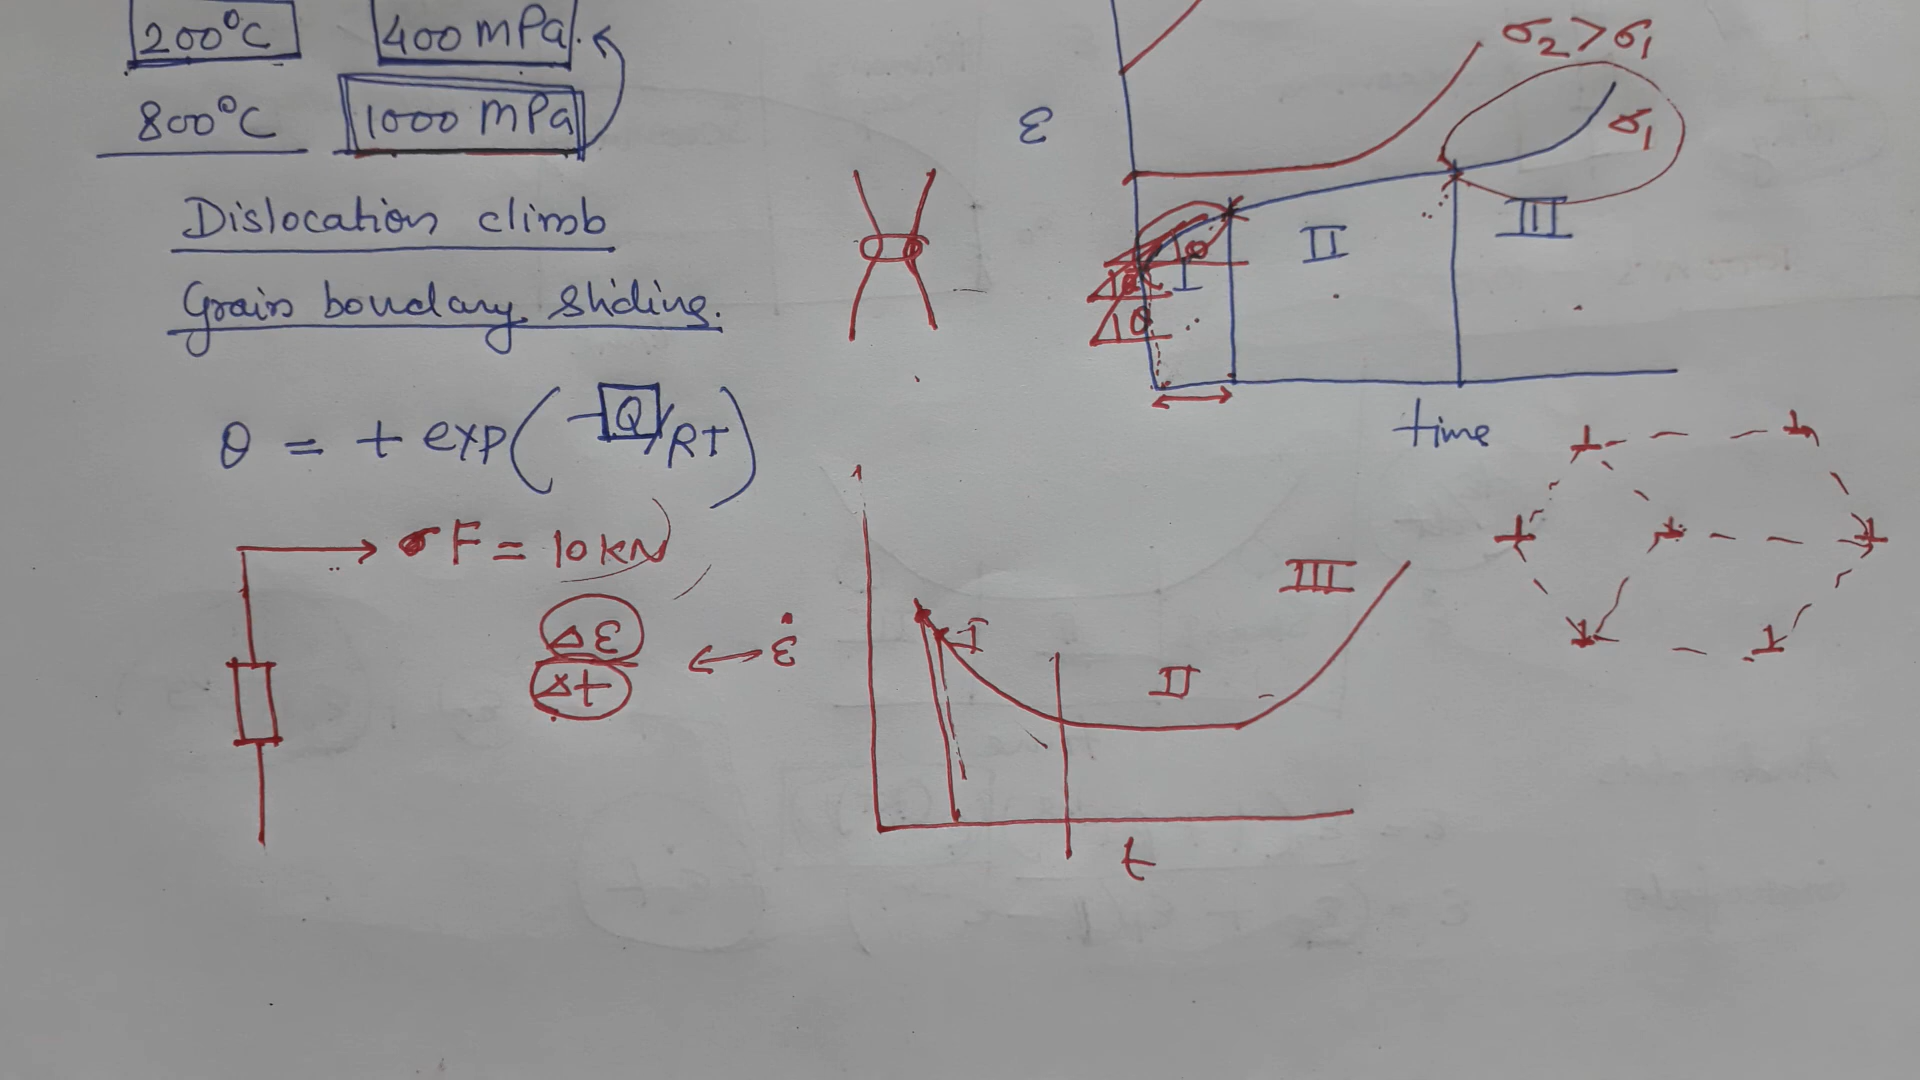 200°C 400 mPa.
800°C 1000 mPa
Dislocation climb
Grain boundary sliding.
θ = t exp(-Q/RT)
σ F = 10 KN
Δε/Δt ← ε̇
σ2 > σ1
σ1
ε
I II III
θ
θ
θ
time
I II III
t